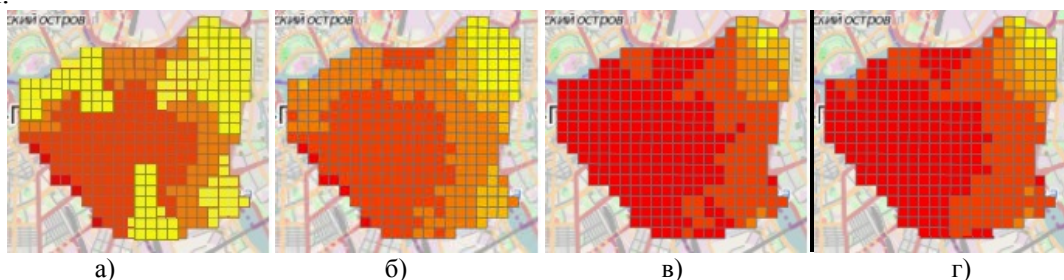 ский остров
ский остров
ский остров
ский остров
а)
б)
в)
г)